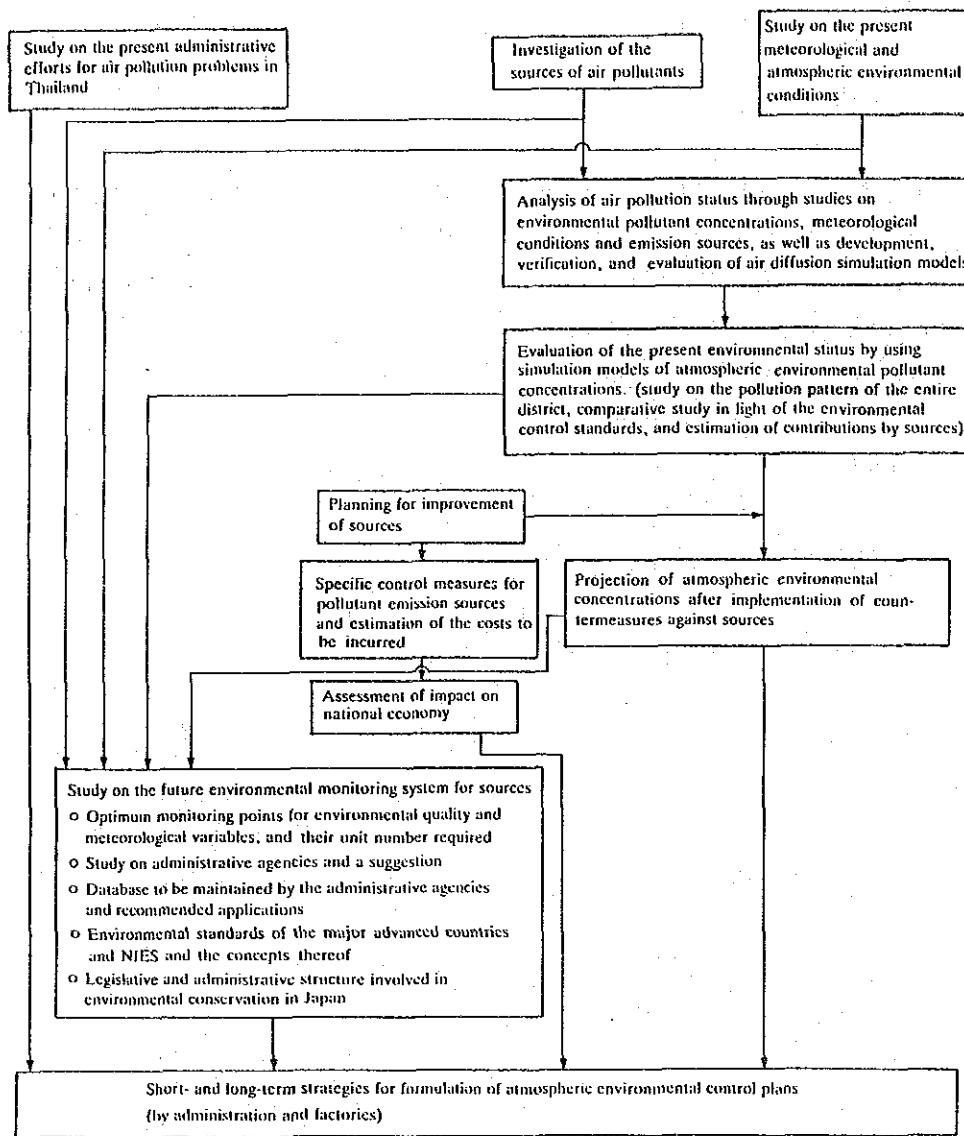 Study on the present administrative
efforts for air pollution problems in
Thailand
Investigation of the
sources of air pollutants
Study on the present
meteorological and
atmospheric environmental
conditions
Analysis of air pollution status through studies on
environmental pollutant concentrations, meteorological
conditions and emission sources, as well as development,
verification, and evaluation of air diffusion simulation models
Evaluation of the present environmental status by using
simulation models of atmospheric environmental pollutant
concentrations. (study on the pollution pattern of the entire
district, comparative study in light of the environmental
control standards, and estimation of contributions by sources)
Planning for improvement
of sources
Specific control measures for
pollutant emission sources
and estimation of the costs to
be incurred
Projection of atmospheric environmental
concentrations after implementation of coun-
termeasures against sources
Assessment of impact on
national economy
Study on the future environmental monitoring system for sources
o Optimum monitoring points for environmental quality and
meteorological variables, and their unit number required
o Study on administrative agencies and a suggestion
o Database to be maintained by the administrative agencies
and recommended applications
o Environmental standards of the major advanced countries
and NIES and the concepts thereof
o Legislative and administrative structure involved in
environmental conservation in Japan
Short- and long-term strategies for formulation of atmospheric environmental control plans
(by administration and factories)